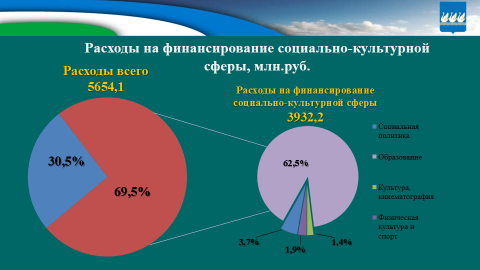 Расходы на финансирование социально-культурной
сферы, млн.руб.
Расходы всего
5654,1
Расходы на финансирование
социально-культурной сферы
3932,2
30,5%
69,5%
62,5%
3,7%
1,9%
1,4%
Социальная
политика
Образование
Культура,
кинематография
Физическая
культура и
спорт